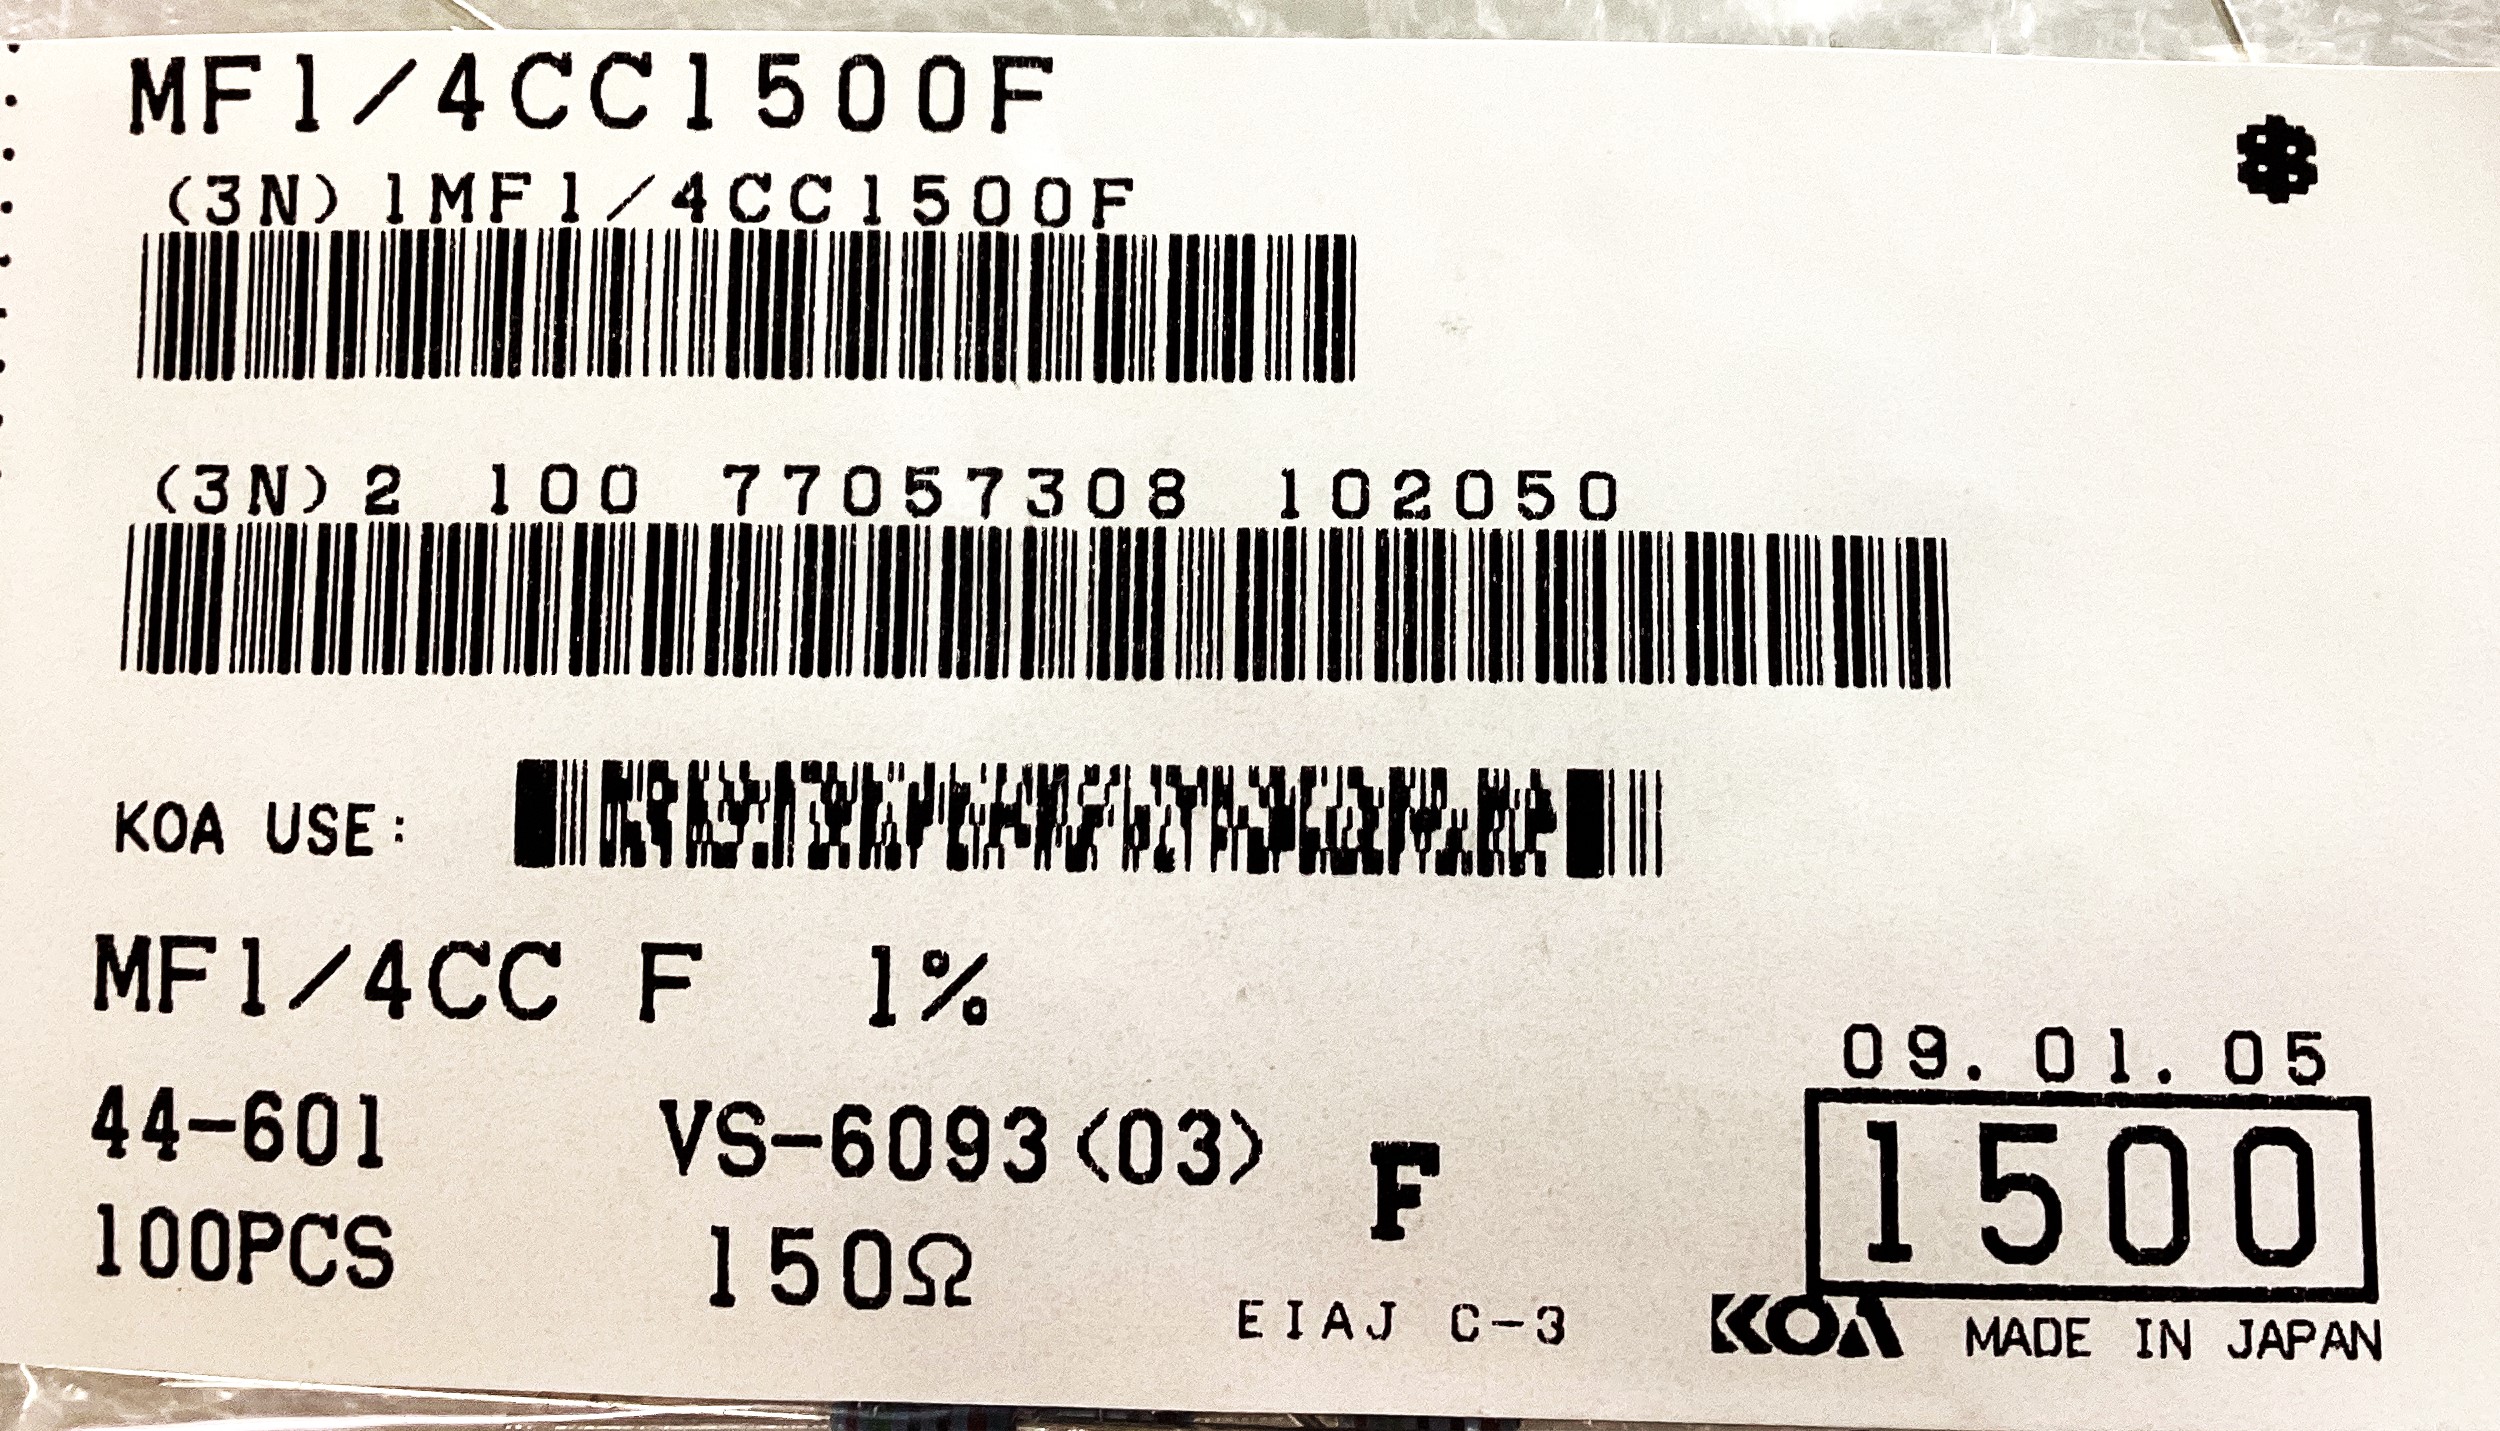 MF1/4CC1500F
(3N)1MF1/4CC1500F
(3N)2 100 77057308 102050
KOA USE:
MF1/4CC F 1%
09.01.05
44-601 VS-6093(03) F 1500
100PCS 150Ω
EIAJ C-3 KOA MADE IN JAPAN